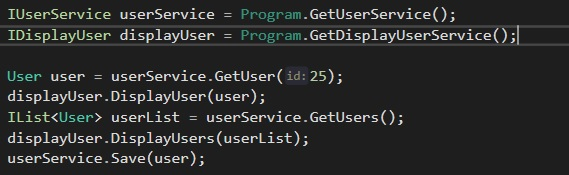 IUserService userService = Program.GetUserService();
IDisplayUser displayUser = Program.GetDisplayUserService();
User user = userService.GetUser(id:25);
displayUser.DisplayUser(user);
IList<User> userList = userService.GetUsers();
displayUser.DisplayUsers(userList);
userService.Save(user);